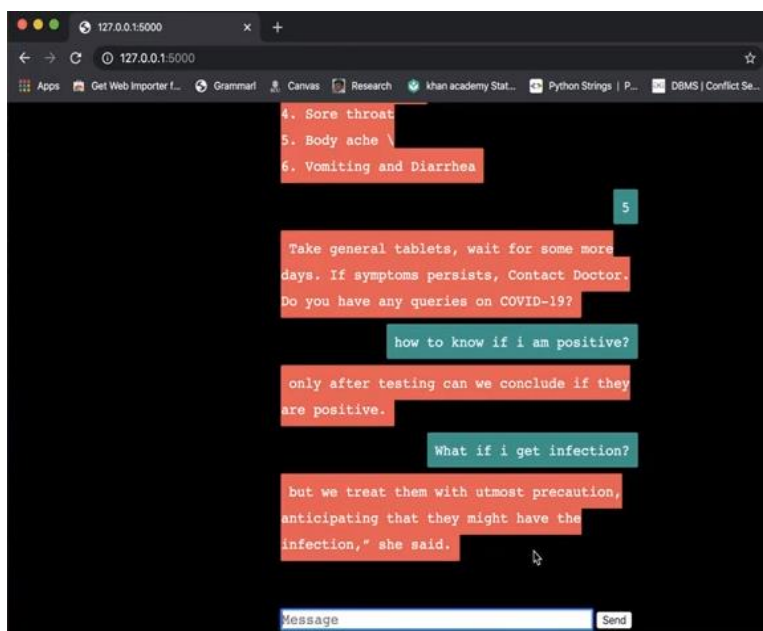 127.0.0.1:5000
127.0.0.1:5000
Apps Get Web Importer f... Grammarl Canvas Research khan academy Stat... Python Strings | P... DBMS | Conflict Se...
4. Sore throat
5. Body ache \
6. Vomiting and Diarrhea
5
Take general tablets, wait for some more
days. If symptoms persists, Contact Doctor.
Do you have any queries on COVID-19?
how to know if i am positive?
only after testing can we conclude if they
are positive.
What if i get infection?
but we treat them with utmost precaution,
anticipating that they might have the
infection,” she said.
Message Send